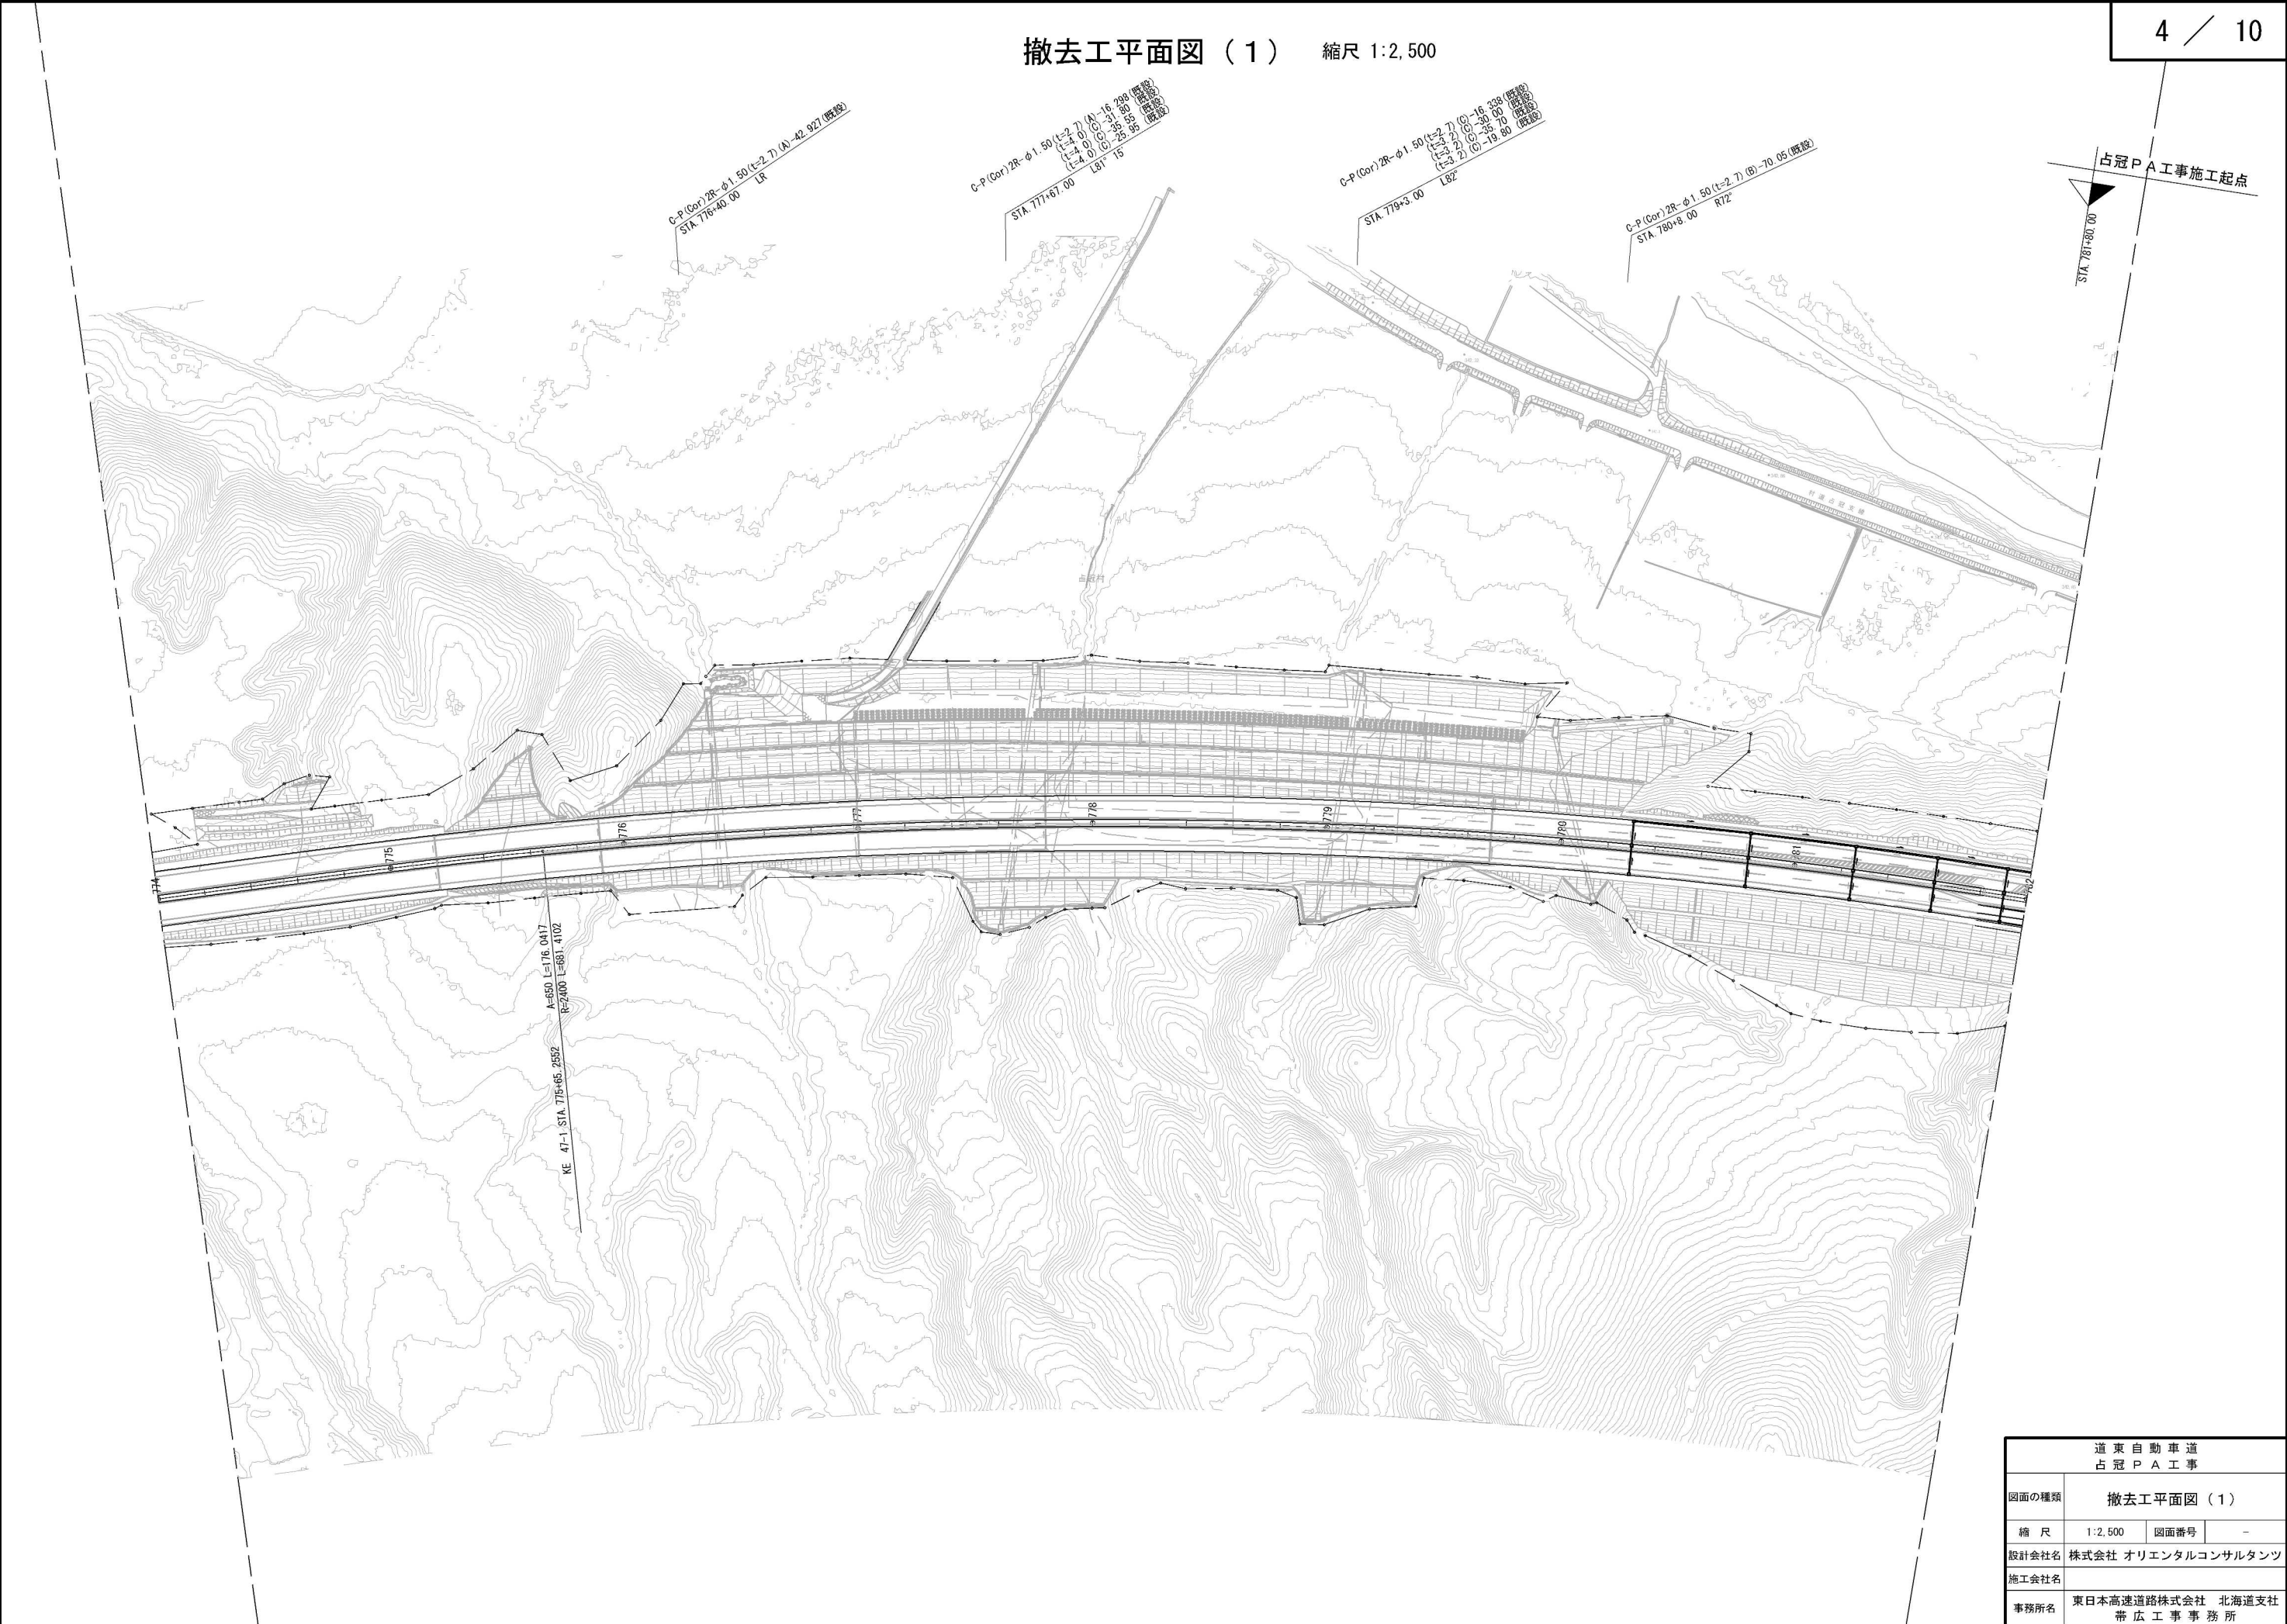 撤去工平面図（１） 縮尺 1:2,500
4 ／ 10
C-P(Cor)2R-φ1.50(t=2.7)(A)-42.927(既設)
STA.776+40.00 LR
C-P(Cor)2R-φ1.50(t=2.7)(A)-16.298(既設)
(t=4.0)(C)-31.80 (既設)
(t=4.0)(C)-35.55 (既設)
(t=4.0)(C)-25.95 (既設)
STA.777+67.00 L81° 15′
C-P(Cor)2R-φ1.50(t=2.7)(C)-16.338(既設)
(t=3.2)(C)-30.00 (既設)
(t=3.2)(C)-35.70 (既設)
(t=3.2)(C)-19.80 (既設)
STA.779+3.00 L82°
C-P(Cor)2R-φ1.50(t=2.7)(B)-70.05(既設)
STA.780+8.00 R72°
占冠ＰＡ工事施工起点
STA.781+80.00
村道占冠支線
占冠村
774
775
776
777
778
779
780
781
782
A=650 L=176.0417
R=2400 L=681.4102
KE 47-1 STA.775+65.2552
道東自動車道
占冠ＰＡ工事
図面の種類 撤去工平面図（１）
縮 尺 1:2,500 図面番号 -
設計会社名 株式会社 オリエンタルコンサルタンツ
施工会社名
事務所名 東日本高速道路株式会社 北海道支社
帯広工事事務所